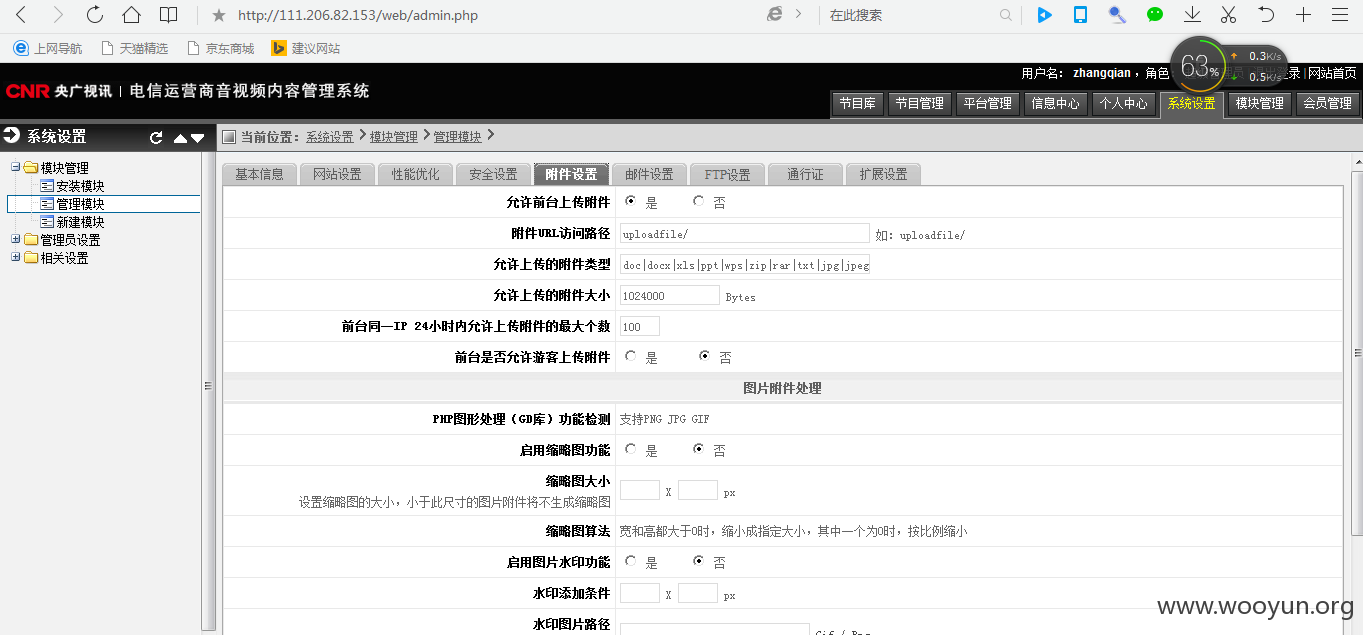 http://111.206.82.153/web/admin.php
在此搜索
上网导航 天猫精选 京东商城 建议网站
63% 0.3K/s
0.5K/s
用户名： zhangqian ，角色
录 | 网站首页
CNR 央广视讯 | 电信运营商音视频内容管理系统
节目库 节目管理 平台管理 信息中心 个人中心 系统设置 模块管理 会员管理
系统设置
当前位置：系统设置 > 模块管理 > 管理模块 >
模块管理
安装模块
管理模块
新建模块
管理员设置
相关设置
基本信息 网站设置 性能优化 安全设置 附件设置 邮件设置 FTP设置 通行证 扩展设置
允许前台上传附件 是 否
附件URL访问路径 uploadfile/ 如：uploadfile/
允许上传的附件类型 doc|docx|xls|ppt|wps|zip|rar|txt|jpg|jpeg
允许上传的附件大小 1024000 Bytes
前台同一IP 24小时内允许上传附件的最大个数 100
前台是否允许游客上传附件 是 否
图片附件处理
PHP图形处理（GD库）功能检测 支持PNG JPG GIF
启用缩略图功能 是 否
缩略图大小
设置缩略图的大小，小于此尺寸的图片附件将不生成缩略图 X px
缩略图算法 宽和高都大于0时，缩小成指定大小，其中一个为0时，按比例缩小
启用图片水印功能 是 否
水印添加条件 X px
水印图片路径
www.wooyun.org